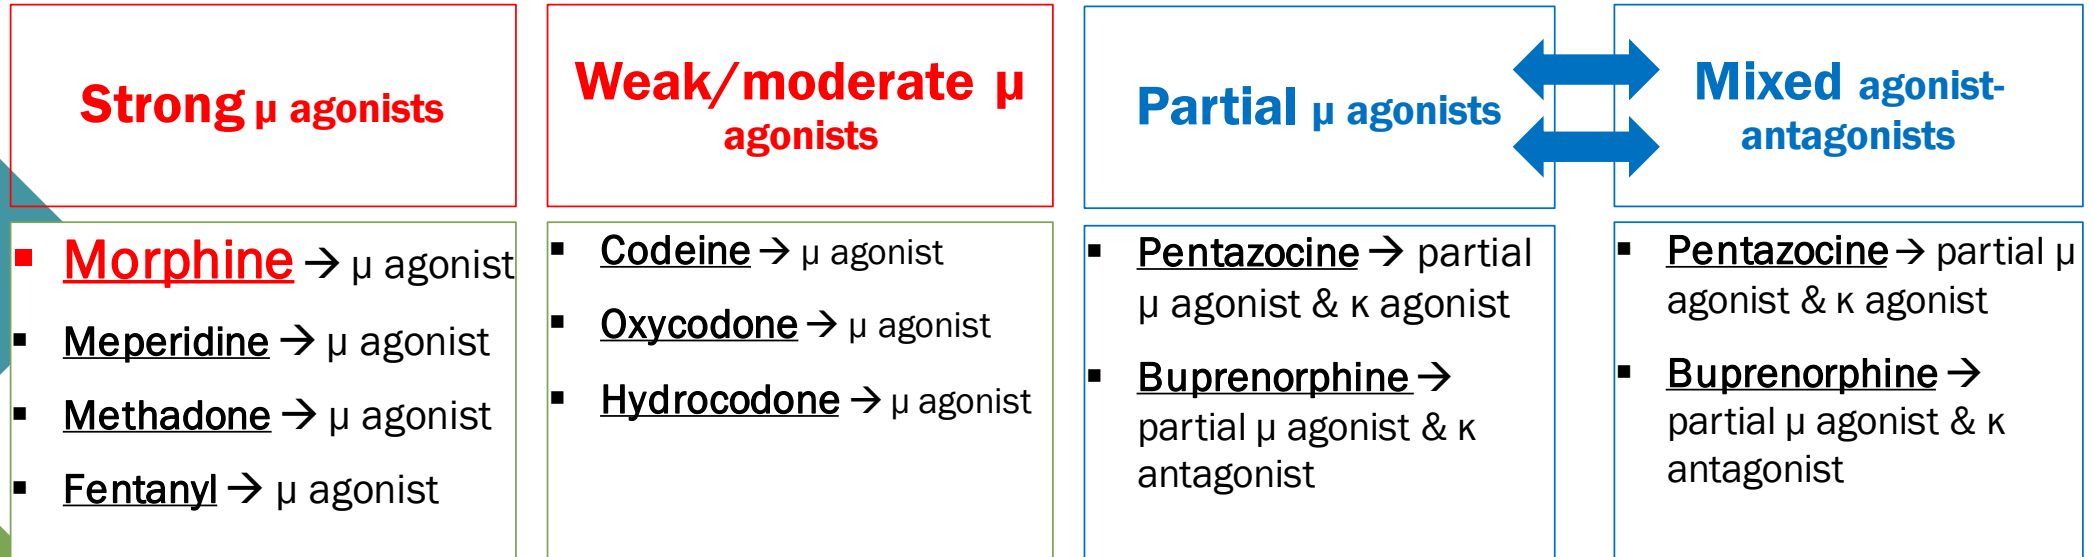 Strong μ agonists
Weak/moderate μ
agonists
Partial μ agonists
Mixed agonist-
antagonists
▪ Morphine → μ agonist
▪ Meperidine → μ agonist
▪ Methadone → μ agonist
▪ Fentanyl → μ agonist
▪ Codeine → μ agonist
▪ Oxycodone → μ agonist
▪ Hydrocodone → μ agonist
▪ Pentazocine → partial
μ agonist & κ agonist
▪ Buprenorphine →
partial μ agonist & κ
antagonist
▪ Pentazocine → partial μ
agonist & κ agonist
▪ Buprenorphine →
partial μ agonist & κ
antagonist